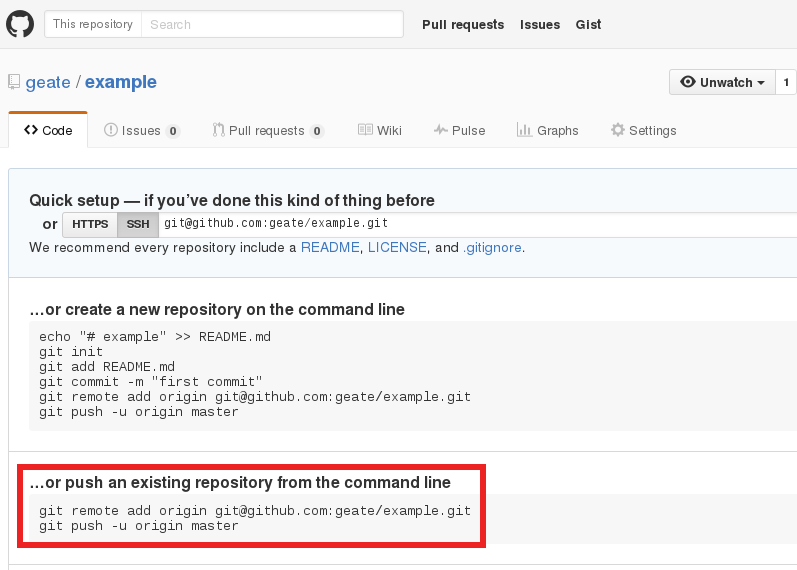 This repository Search Pull requests Issues Gist
geate / example Unwatch 1
Code Issues 0 Pull requests 0 Wiki Pulse Graphs Settings
Quick setup — if you’ve done this kind of thing before
or HTTPS SSH git@github.com:geate/example.git
We recommend every repository include a README, LICENSE, and .gitignore.
…or create a new repository on the command line
echo "# example" >> README.md
git init
git add README.md
git commit -m "first commit"
git remote add origin git@github.com:geate/example.git
git push -u origin master
…or push an existing repository from the command line
git remote add origin git@github.com:geate/example.git
git push -u origin master